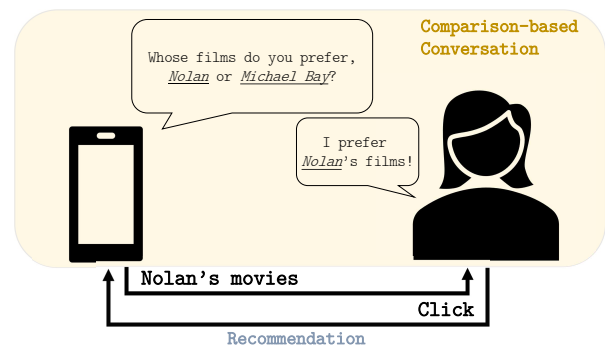 Comparison-based
Conversation
Whose films do you prefer,
Nolan or Michael Bay?
I prefer
Nolan's films!
Nolan's movies
Click
Recommendation